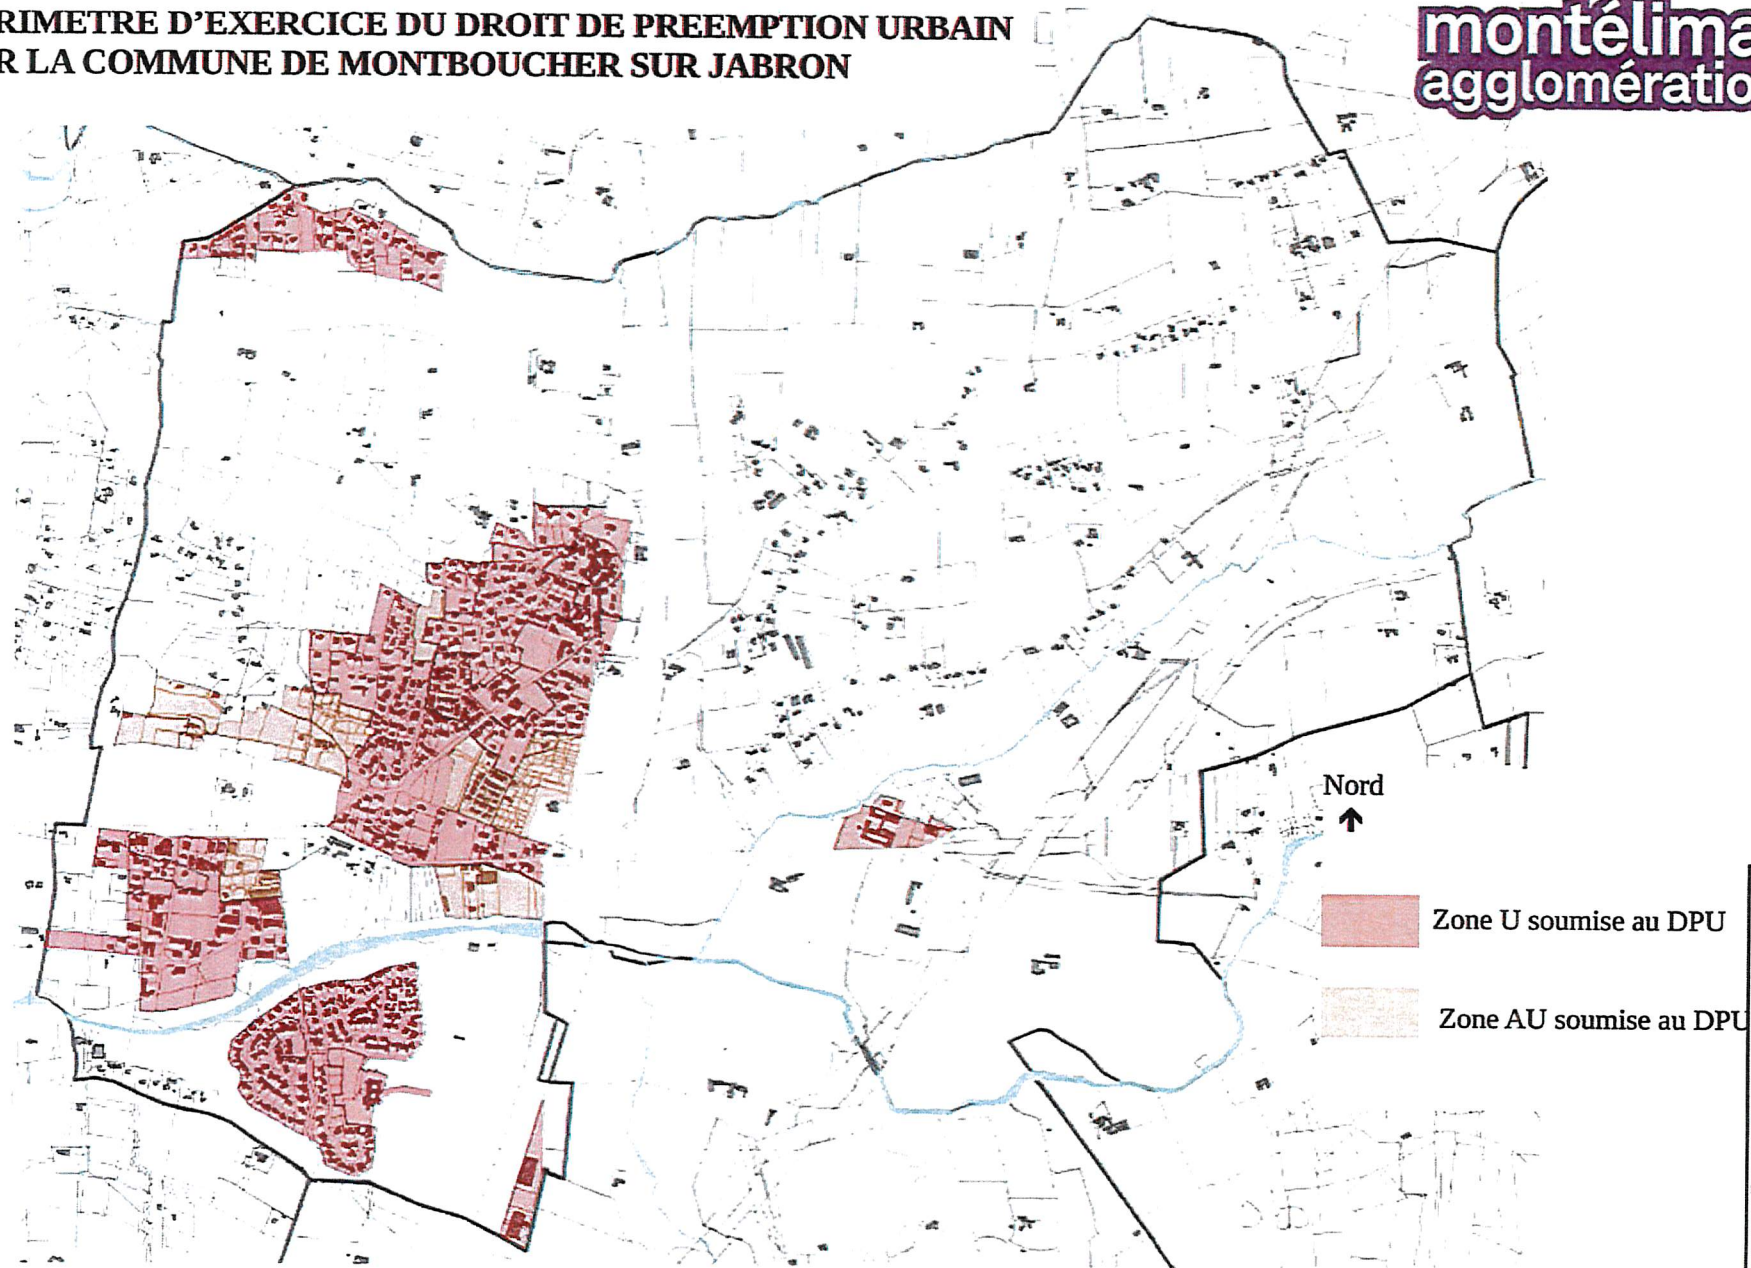 RIMETRE D'EXERCICE DU DROIT DE PREEMPTION URBAIN
R LA COMMUNE DE MONTBOUCHER SUR JABRON
montélima
agglomératio
Nord
Zone U soumise au DPU
Zone AU soumise au DPU